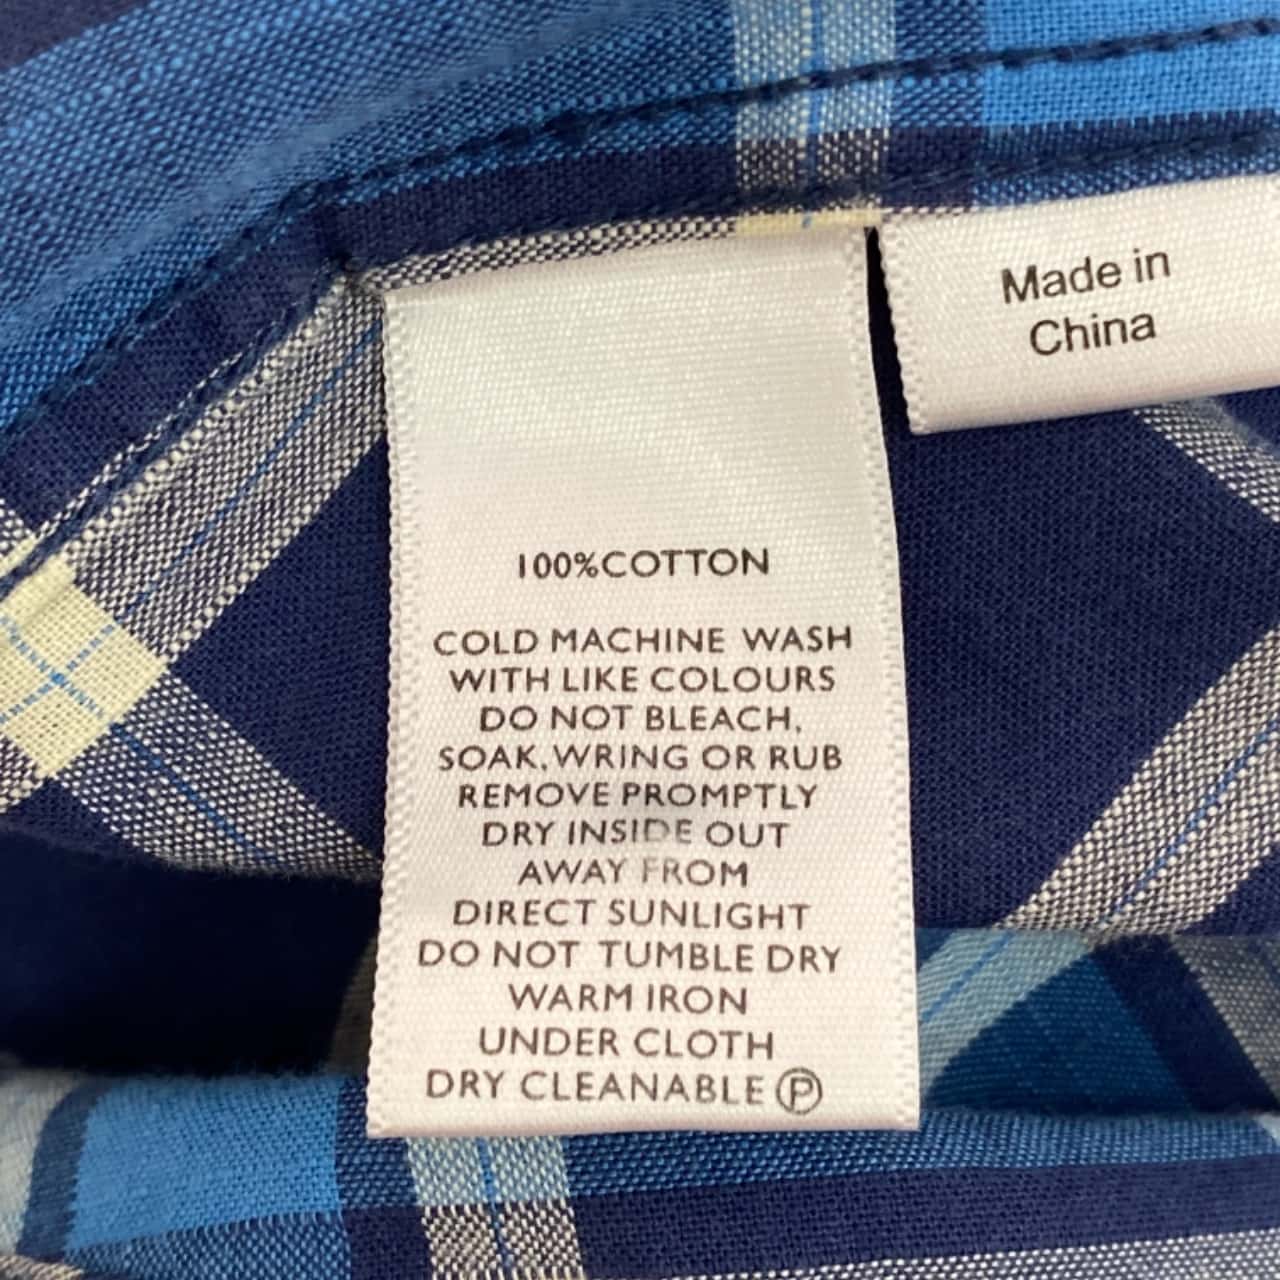 100%COTTON
COLD MACHINE WASH
WITH LIKE COLOURS
DO NOT BLEACH,
SOAK, WRING OR RUB
REMOVE PROMPTLY
DRY INSIDE OUT
AWAY FROM
DIRECT SUNLIGHT
DO NOT TUMBLE DRY
WARM IRON
UNDER CLOTH
DRY CLEANABLE Ⓟ
Made in
China